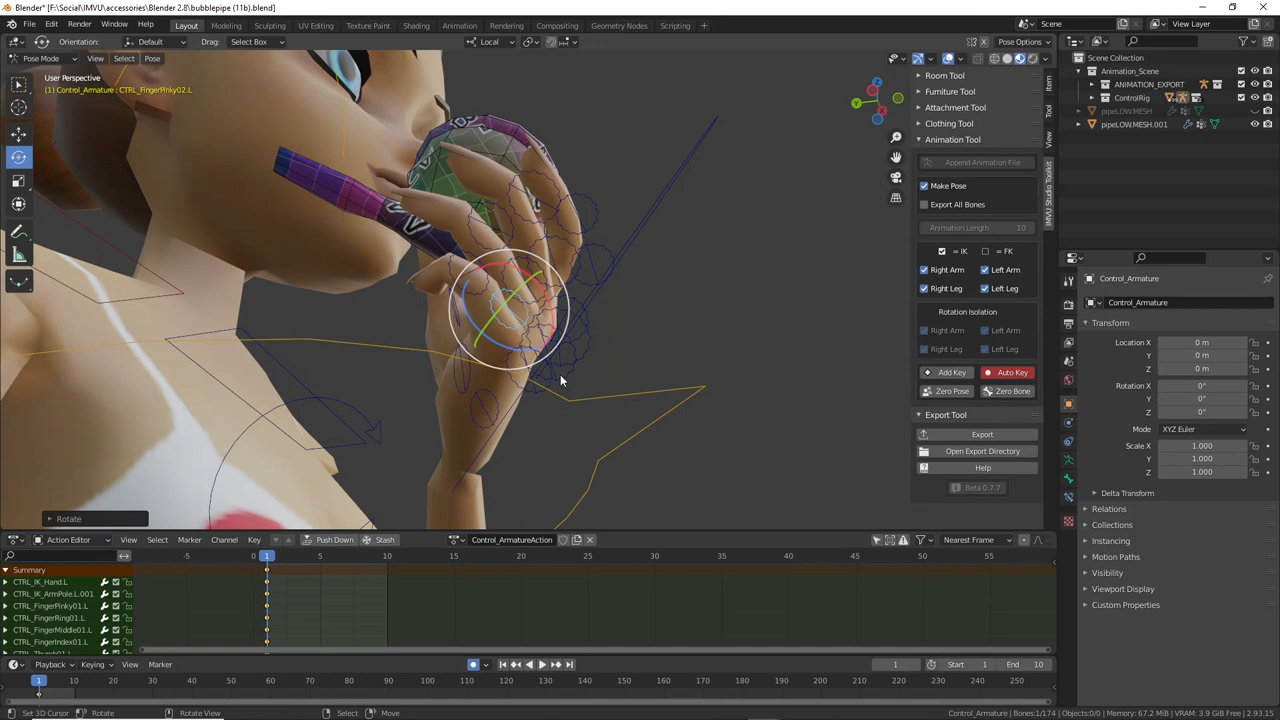 Blender* [F:\Social\IMVU\accessories\Blender 2.8\bubblepipe (11b).blend]
File Edit Render Window Help Layout Modeling Sculpting UV Editing Texture Paint Shading Animation Rendering Compositing Geometry Nodes Scripting + Scene View Layer
Orientation: Default Drag: Select Box Local Pose Options
Pose Mode View Select Pose
User Perspective
(1) Control_Armature : CTRL_FingerPinky02.L
Room Tool
Furniture Tool
Attachment Tool
Clothing Tool
Animation Tool
Append Animation File
Make Pose
Export All Bones
Animation Length 10
= IK = FK
Right Arm Left Arm
Right Leg Left Leg
Rotation Isolation
Right Arm Left Arm
Right Leg Left Leg
Add Key Auto Key
Zero Pose Zero Bone
Export Tool
Export
Open Export Directory
Help
Beta 0.7.7
Item
Tool
View
IMVU Studio Toolkit
Scene Collection
Animation_Scene
ANIMATION_EXPORT
ControlRig
pipeLOW.MESH
pipeLOW.MESH.001
Control_Armature
Control_Armature
Transform
Location X 0 m
Y 0 m
Z 0 m
Rotation X 0°
Y 0°
Z 0°
Mode XYZ Euler
Scale X 1.000
Y 1.000
Z 1.000
Delta Transform
Relations
Collections
Instancing
Motion Paths
Visibility
Viewport Display
Custom Properties
Rotate
Action Editor View Select Marker Channel Key Push Down Stash Control_ArmatureAction Nearest Frame
-5 0 1 5 10 15 20 25 30 35 40 45 50 55
Summary
CTRL_IK_Hand.L
CTRL_IK_ArmPole.L.001
CTRL_FingerPinky01.L
CTRL_FingerRing01.L
CTRL_FingerMiddle01.L
CTRL_FingerIndex01.L
Playback Keying View Marker 1 Start 1 End 10
1 10 20 30 40 50 60 70 80 90 100 110 120 130 140 150 160 170 180 190 200 210 220 230 240 250
Set 3D Cursor Rotate Rotate View Select Move Control_Armature | Bones:1/174 | Objects:0/0 | Memory: 67.2 MiB | VRAM: 3.9 GiB Free | 2.93.15